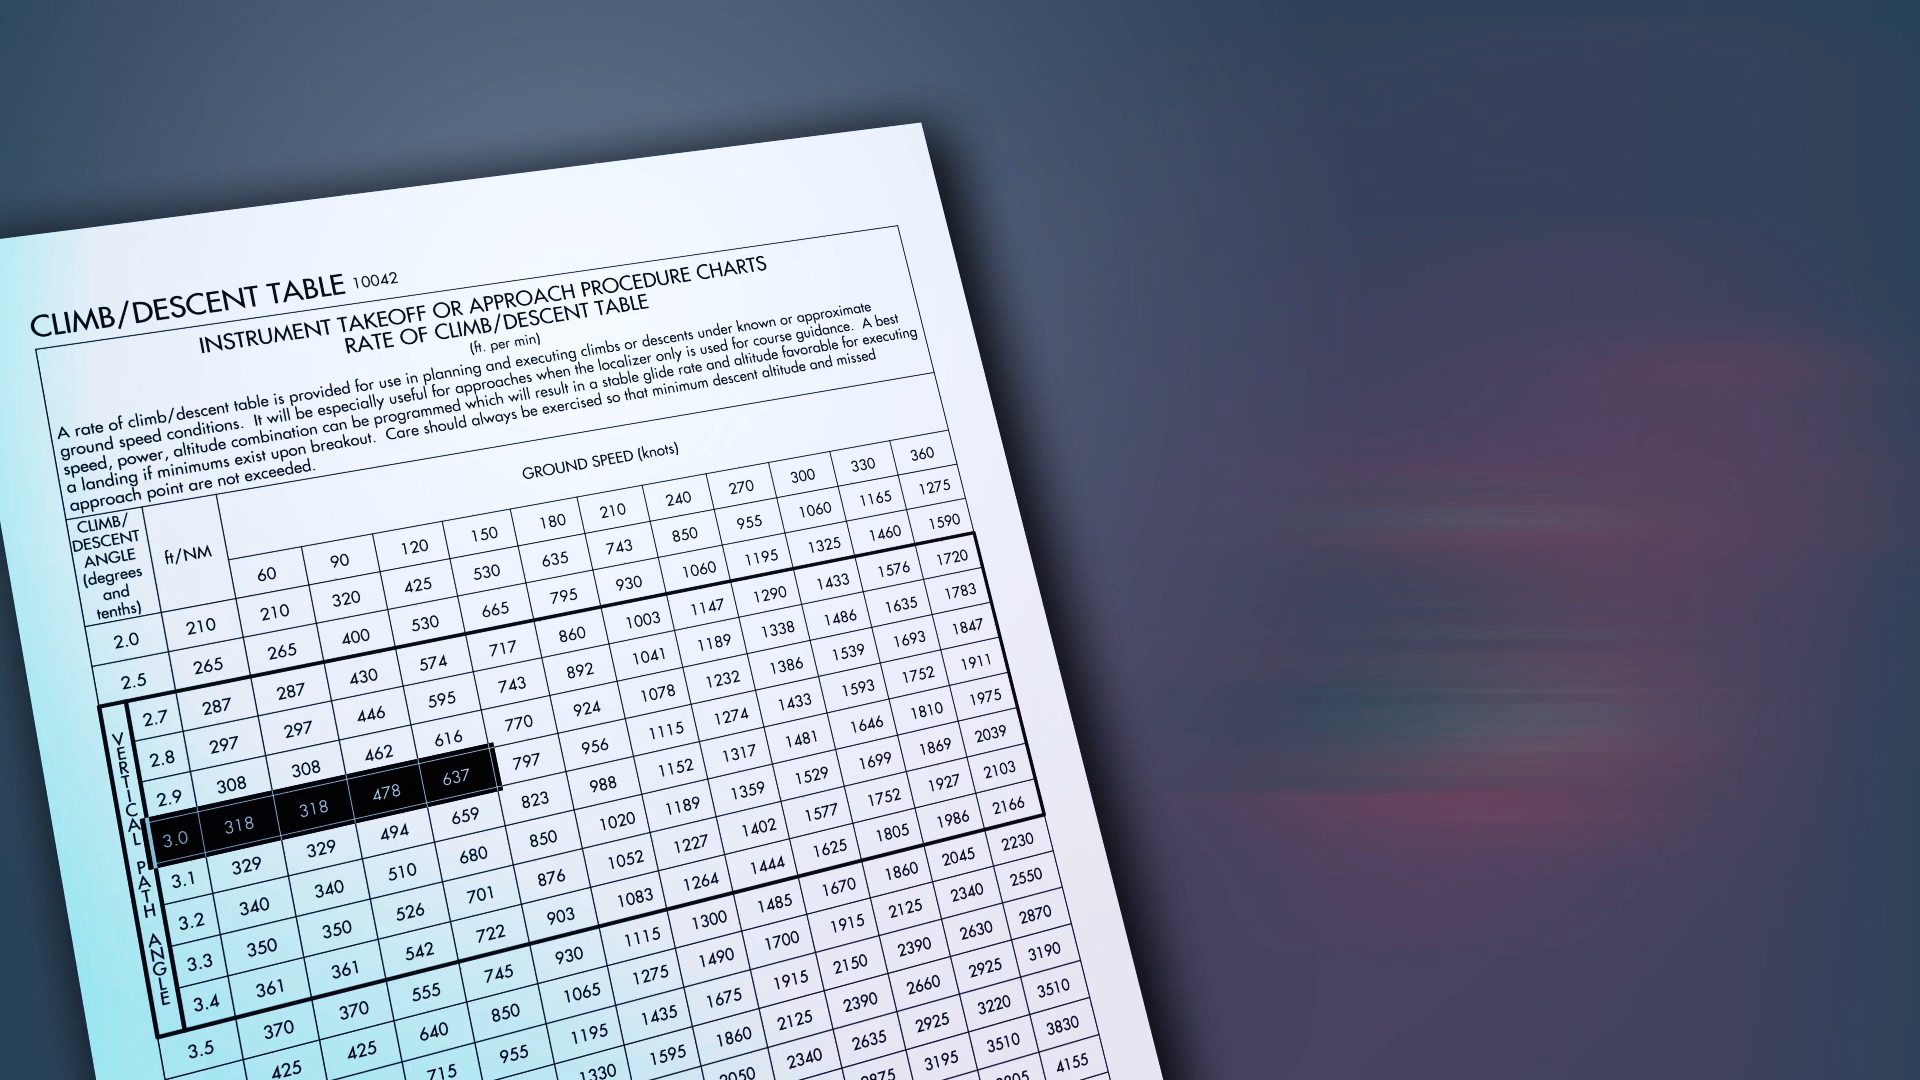 CLIMB/DESCENT TABLE 10042
INSTRUMENT TAKEOFF OR APPROACH PROCEDURE CHARTS
RATE OF CLIMB/DESCENT TABLE
(ft. per min)
A rate of climb/descent table is provided for use in planning and executing climbs or descents under known or approximate
ground speed conditions. It will be especially useful for approaches when the localizer only is used for course guidance. A best
speed, power, altitude combination can be programmed which will result in a stable glide rate and altitude favorable for executing
a landing if minimums exist upon breakout. Care should always be exercised so that minimum descent altitude and missed
approach point are not exceeded.
CLIMB/
DESCENT
ANGLE
(degrees
and
tenths)
ft/NM
GROUND SPEED (knots)
60 90 120 150 180 210 240 270 300 330 360
2.0 210 210 320 425 530 635 743 850 955 1060 1165 1275
2.5 265 265 400 530 665 795 930 1060 1195 1325 1460 1590
VERTICAL PATH ANGLE
2.7 287 287 430 574 717 860 1003 1147 1290 1433 1576 1720
2.8 297 297 446 595 743 892 1041 1189 1338 1486 1635 1783
2.9 308 308 462 616 770 924 1078 1232 1386 1539 1693 1847
3.0 318 318 478 637 797 956 1115 1274 1433 1593 1752 1911
3.1 329 329 494 659 823 988 1152 1317 1481 1646 1810 1975
3.2 340 340 510 680 850 1020 1189 1359 1529 1699 1869 2039
3.3 350 350 526 701 876 1052 1227 1402 1577 1752 1927 2103
3.4 361 361 542 722 903 1083 1264 1444 1625 1805 1986 2166
3.5 370 370 555 745 930 1115 1300 1485 1670 1860 2045 2230
425 425 640 850 1065 1275 1490 1700 1915 2125 2340 2550
715 955 1195 1435 1675 1915 2150 2390 2630 2870
1330 1595 1860 2125 2390 2660 2925 3190
2050 2340 2635 2925 3220 3510
3195 3510 3830
4155